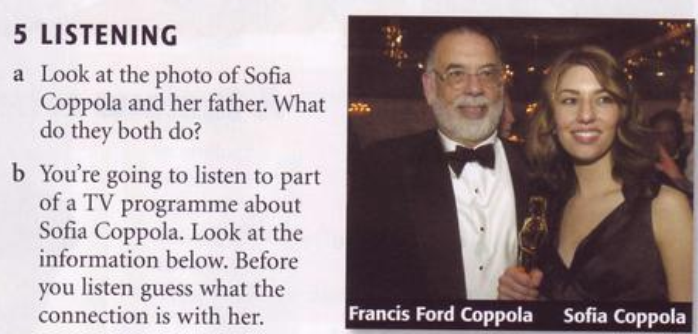 5 LISTENING
a Look at the photo of Sofia
Coppola and her father. What
do they both do?
b You're going to listen to part
of a TV programme about
Sofia Coppola. Look at the
information below. Before
you listen guess what the
connection is with her.
Francis Ford Coppola Sofia Coppola